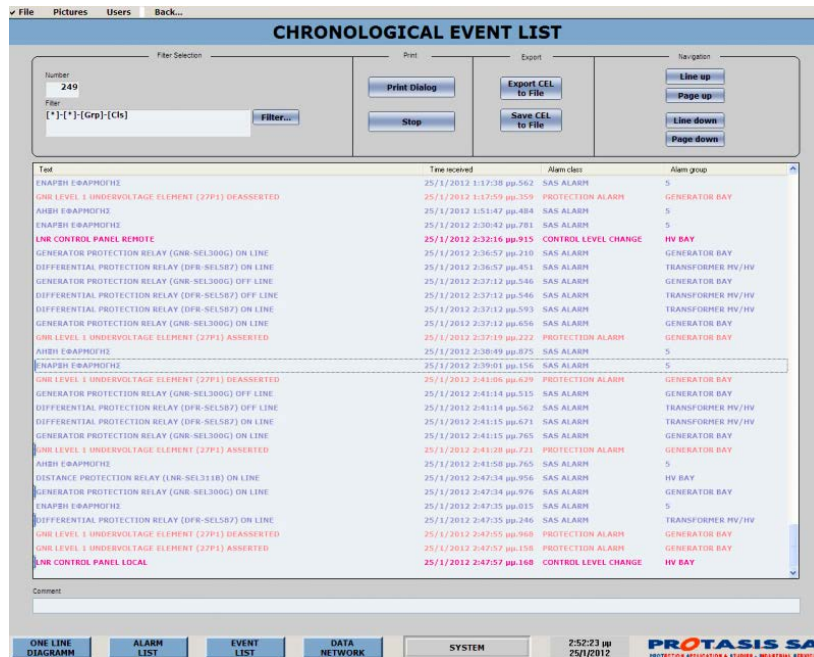 File Pictures Users Back...
CHRONOLOGICAL EVENT LIST
Filter Selection
Number
249
Filter
[*]-[*]-[Grp]-[Cls]
Filter...
Print
Print Dialog
Stop
Export
Export CEL to File
Save CEL to File
Navigation
Line up
Page up
Line down
Page down
Text Time received Alarm class Alarm group
ΕΝΑΡΞΗ ΕΦΑΡΜΟΓΗΣ 25/1/2012 1:17:38 μμ.562 SAS ALARM 5
GNR LEVEL 1 UNDERVOLTAGE ELEMENT (27P1) DEASSERTED 25/1/2012 1:17:59 μμ.359 PROTECTION ALARM GENERATOR BAY
ΛΗΞΗ ΕΦΑΡΜΟΓΗΣ 25/1/2012 1:51:47 μμ.484 SAS ALARM 5
ΕΝΑΡΞΗ ΕΦΑΡΜΟΓΗΣ 25/1/2012 2:30:42 μμ.781 SAS ALARM 5
LNR CONTROL PANEL REMOTE 25/1/2012 2:32:16 μμ.915 CONTROL LEVEL CHANGE HV BAY
GENERATOR PROTECTION RELAY (GNR-SEL300G) ON LINE 25/1/2012 2:36:57 μμ.210 SAS ALARM GENERATOR BAY
DIFFERENTIAL PROTECTION RELAY (DFR-SEL587) ON LINE 25/1/2012 2:36:57 μμ.451 SAS ALARM TRANSFORMER MV/HV
GENERATOR PROTECTION RELAY (GNR-SEL300G) OFF LINE 25/1/2012 2:37:12 μμ.546 SAS ALARM GENERATOR BAY
DIFFERENTIAL PROTECTION RELAY (DFR-SEL587) OFF LINE 25/1/2012 2:37:12 μμ.546 SAS ALARM TRANSFORMER MV/HV
DIFFERENTIAL PROTECTION RELAY (DFR-SEL587) ON LINE 25/1/2012 2:37:12 μμ.593 SAS ALARM TRANSFORMER MV/HV
GENERATOR PROTECTION RELAY (GNR-SEL300G) ON LINE 25/1/2012 2:37:12 μμ.656 SAS ALARM GENERATOR BAY
GNR LEVEL 1 UNDERVOLTAGE ELEMENT (27P1) ASSERTED 25/1/2012 2:37:19 μμ.222 PROTECTION ALARM GENERATOR BAY
ΛΗΞΗ ΕΦΑΡΜΟΓΗΣ 25/1/2012 2:38:49 μμ.875 SAS ALARM 5
ΕΝΑΡΞΗ ΕΦΑΡΜΟΓΗΣ 25/1/2012 2:39:01 μμ.156 SAS ALARM 5
GNR LEVEL 1 UNDERVOLTAGE ELEMENT (27P1) DEASSERTED 25/1/2012 2:41:06 μμ.629 PROTECTION ALARM GENERATOR BAY
GENERATOR PROTECTION RELAY (GNR-SEL300G) OFF LINE 25/1/2012 2:41:14 μμ.515 SAS ALARM GENERATOR BAY
DIFFERENTIAL PROTECTION RELAY (DFR-SEL587) OFF LINE 25/1/2012 2:41:14 μμ.562 SAS ALARM TRANSFORMER MV/HV
DIFFERENTIAL PROTECTION RELAY (DFR-SEL587) ON LINE 25/1/2012 2:41:15 μμ.671 SAS ALARM TRANSFORMER MV/HV
GENERATOR PROTECTION RELAY (GNR-SEL300G) ON LINE 25/1/2012 2:41:15 μμ.765 SAS ALARM GENERATOR BAY
GNR LEVEL 1 UNDERVOLTAGE ELEMENT (27P1) ASSERTED 25/1/2012 2:41:28 μμ.721 PROTECTION ALARM GENERATOR BAY
ΛΗΞΗ ΕΦΑΡΜΟΓΗΣ 25/1/2012 2:41:58 μμ.765 SAS ALARM 5
DISTANCE PROTECTION RELAY (LNR-SEL311B) ON LINE 25/1/2012 2:47:34 μμ.956 SAS ALARM HV BAY
GENERATOR PROTECTION RELAY (GNR-SEL300G) ON LINE 25/1/2012 2:47:34 μμ.976 SAS ALARM GENERATOR BAY
ΕΝΑΡΞΗ ΕΦΑΡΜΟΓΗΣ 25/1/2012 2:47:35 μμ.015 SAS ALARM 5
DIFFERENTIAL PROTECTION RELAY (DFR-SEL587) ON LINE 25/1/2012 2:47:35 μμ.246 SAS ALARM TRANSFORMER MV/HV
GNR LEVEL 1 UNDERVOLTAGE ELEMENT (27P1) DEASSERTED 25/1/2012 2:47:55 μμ.968 PROTECTION ALARM GENERATOR BAY
GNR LEVEL 1 UNDERVOLTAGE ELEMENT (27P1) ASSERTED 25/1/2012 2:47:57 μμ.158 PROTECTION ALARM GENERATOR BAY
LNR CONTROL PANEL LOCAL 25/1/2012 2:47:57 μμ.168 CONTROL LEVEL CHANGE HV BAY
Comment
ONE LINE DIAGRAMM
ALARM LIST
EVENT LIST
DATA NETWORK
SYSTEM
2:52:23 μμ
25/1/2012
PROTASIS SA